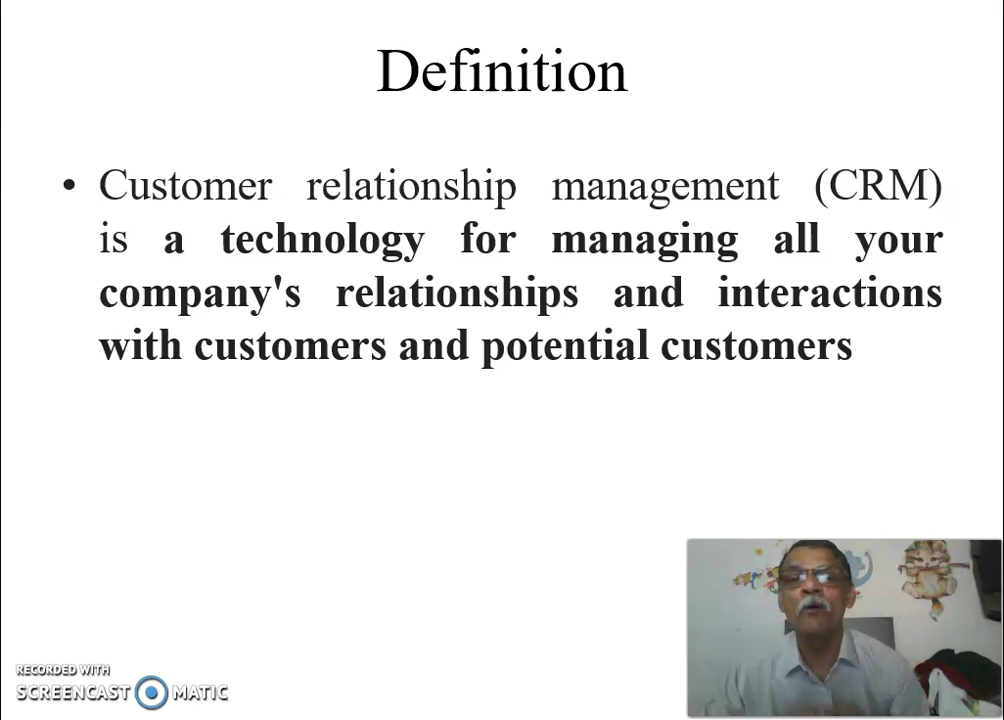 Definition
• Customer relationship management (CRM)
is a technology for managing all your
company's relationships and interactions
with customers and potential customers
RECORDED WITH
SCREENCAST MATIC